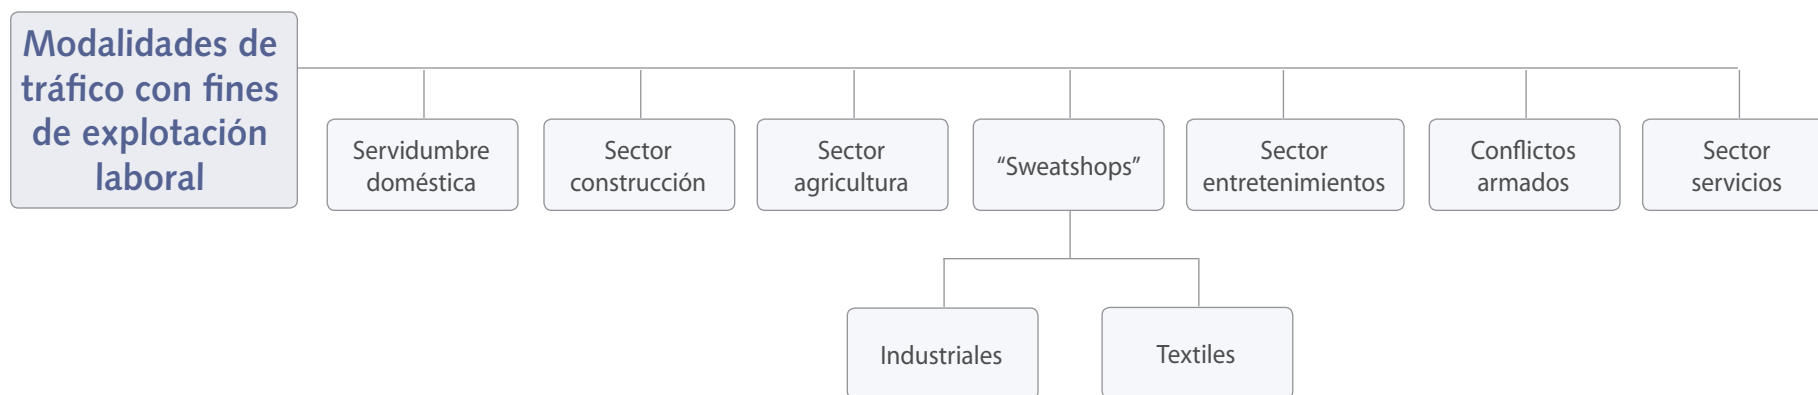 Modalidades de
tráfico con fines
de explotación
laboral
Servidumbre
doméstica
Sector
construcción
Sector
agricultura
“Sweatshops”
Sector
entretenimientos
Conflictos
armados
Sector
servicios
Industriales
Textiles